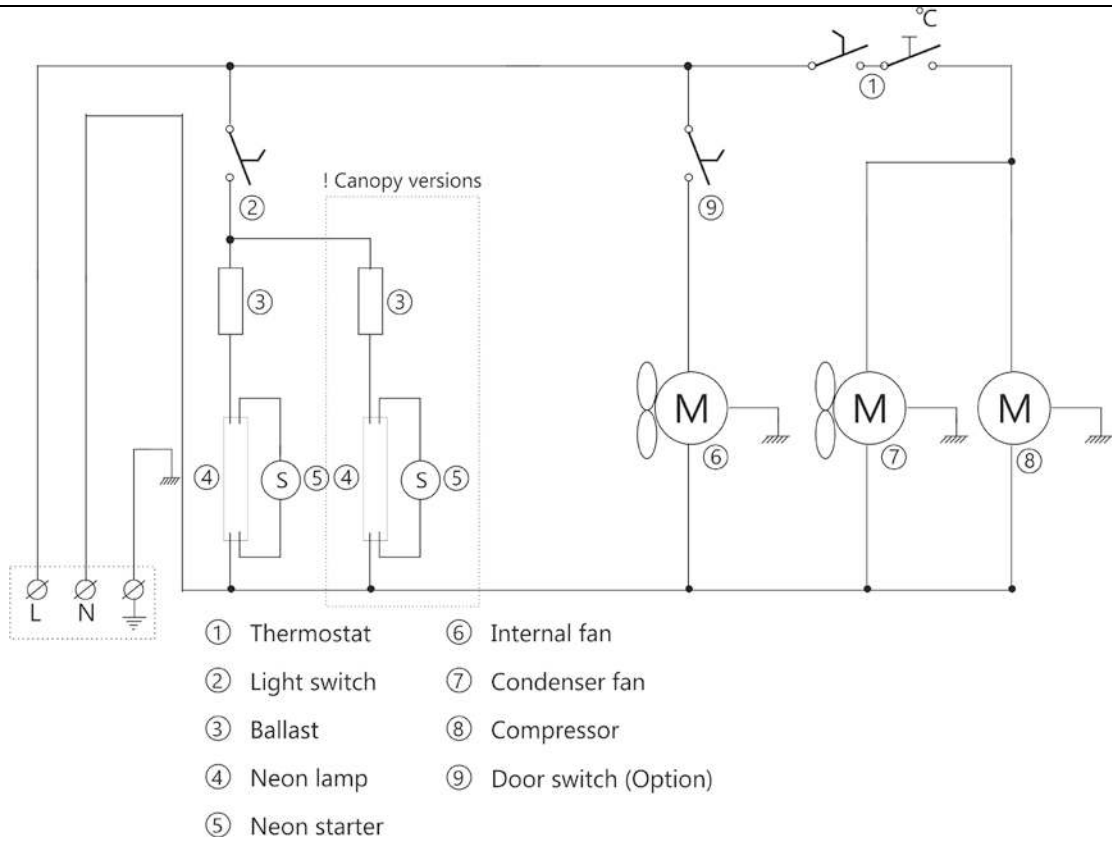 °C
①
! Canopy versions
②
⑨
③ ③
M M M
⑥ ⑦ ⑧
④ S ⑤ ④ S ⑤
L N
① Thermostat
② Light switch
③ Ballast
④ Neon lamp
⑤ Neon starter
⑥ Internal fan
⑦ Condenser fan
⑧ Compressor
⑨ Door switch (Option)